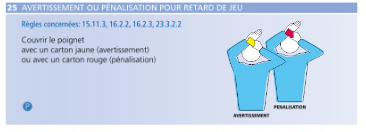 25 AVERTISSEMENT OU PÉNALISATION POUR RETARD DE JEU
Règles concernées: 15.11.3, 16.2.2, 16.2.3, 23.3.2.2
Couvrir le poignet
avec un carton jaune (avertissement)
ou avec un carton rouge (pénalisation)
P
AVERTISSEMENT
PENALISATION